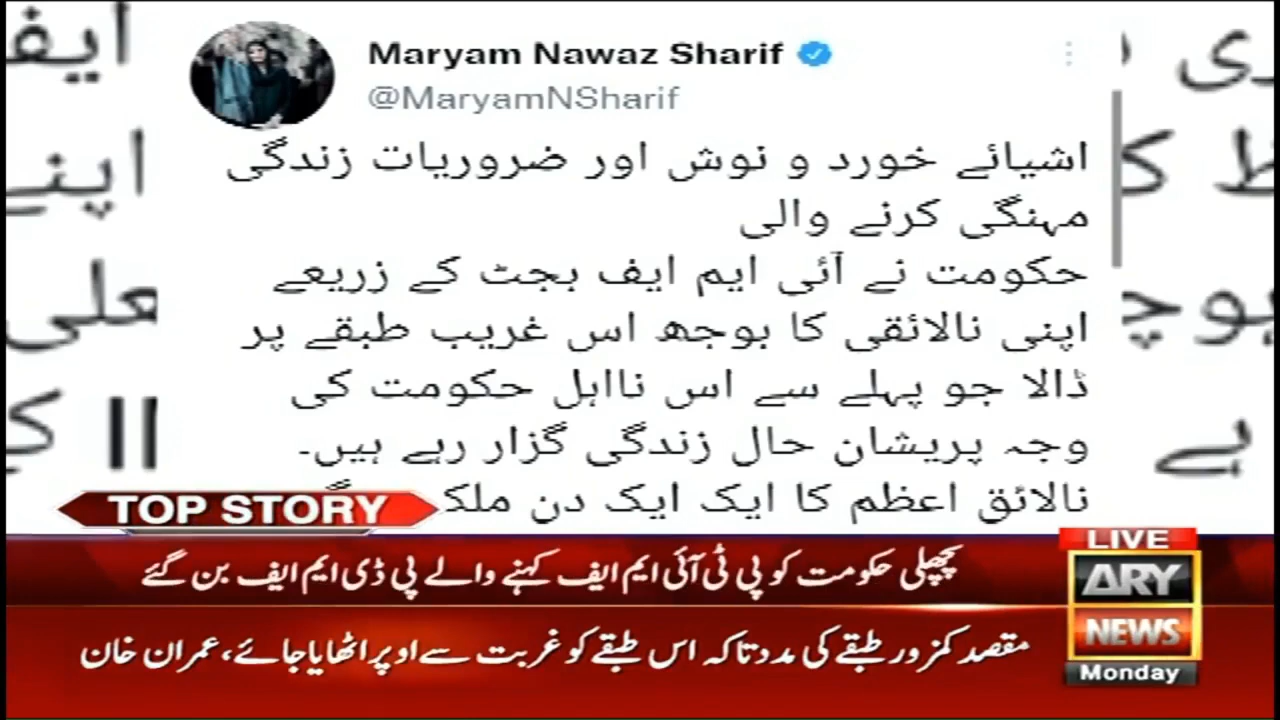 Maryam Nawaz Sharif
@MaryamNSharif
اشیائے خورد و نوش اور ضروریات زندگی
مہنگی کرنے والی
حکومت نے آئی ایم ایف بجٹ کے زریعے
اپنی نالائقی کا بوجھ اس غریب طبقے پر
ڈالا جو پہلے سے اس نااہل حکومت کی
وجہ پریشان حال زندگی گزار رہے ہیں۔
نالائق اعظم کا ایک ایک دن
TOP STORY
پچھلی حکومت کو پی ٹی آئی ایم ایف کہنے والے پی ڈی ایم ایف بن گئے
مقصد کمزور طبقے کی مدد تاکہ اس طبقے کو غربت سے اوپر اٹھایا جائے، عمران خان
LIVE
ARY
NEWS
Monday